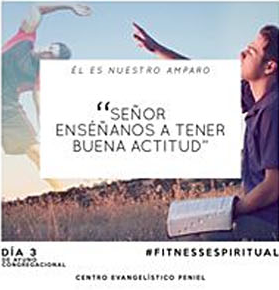 ÉL ES NUESTRO AMPARO
“SEÑOR
ENSÉÑANOS A TENER
BUENA ACTITUD”
DÍA 3
DE AYUNO
CONGREGACIONAL
#FITNESSESPIRITUAL
CENTRO EVANGELÍSTICO PENIEL